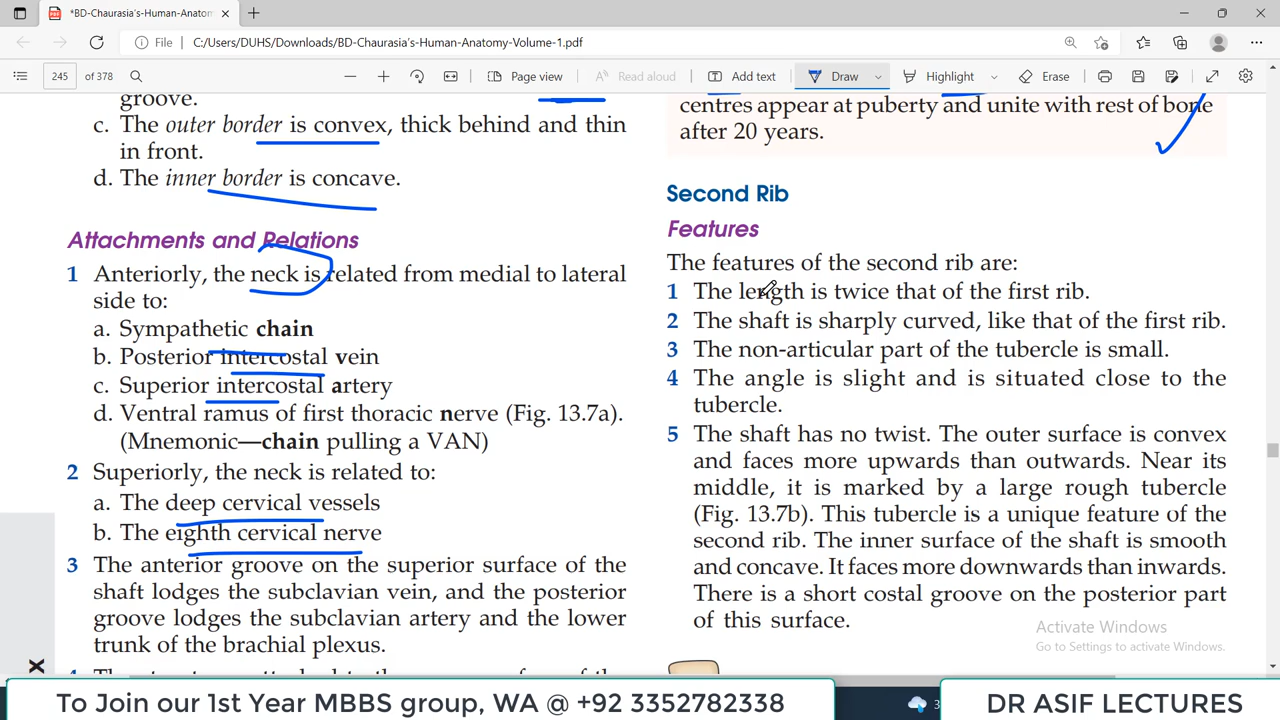 *BD-Chaurasia's-Human-Anatom
File
C:/Users/DUHS/Downloads/BD-Chaurasia's-Human-Anatomy-Volume-1.pdf
245 of 378
Page view
Read aloud
Add text
Draw
Highlight
Erase
groove.
c. The outer border is convex, thick behind and thin
in front.
d. The inner border is concave.
Attachments and Relations
1 Anteriorly, the neck is related from medial to lateral
side to:
a. Sympathetic chain
b. Posterior intercostal vein
c. Superior intercostal artery
d. Ventral ramus of first thoracic nerve (Fig. 13.7a).
(Mnemonic—chain pulling a VAN)
2 Superiorly, the neck is related to:
a. The deep cervical vessels
b. The eighth cervical nerve
3 The anterior groove on the superior surface of the
shaft lodges the subclavian vein, and the posterior
groove lodges the subclavian artery and the lower
trunk of the brachial plexus.
centres appear at puberty and unite with rest of bone
after 20 years.
Second Rib
Features
The features of the second rib are:
1 The length is twice that of the first rib.
2 The shaft is sharply curved, like that of the first rib.
3 The non-articular part of the tubercle is small.
4 The angle is slight and is situated close to the
tubercle.
5 The shaft has no twist. The outer surface is convex
and faces more upwards than outwards. Near its
middle, it is marked by a large rough tubercle
(Fig. 13.7b). This tubercle is a unique feature of the
second rib. The inner surface of the shaft is smooth
and concave. It faces more downwards than inwards.
There is a short costal groove on the posterior part
of this surface.
Activate Windows
Go to Settings to activate Windows.
x
To Join our 1st Year MBBS group, WA @ +92 3352782338
DR ASIF LECTURES